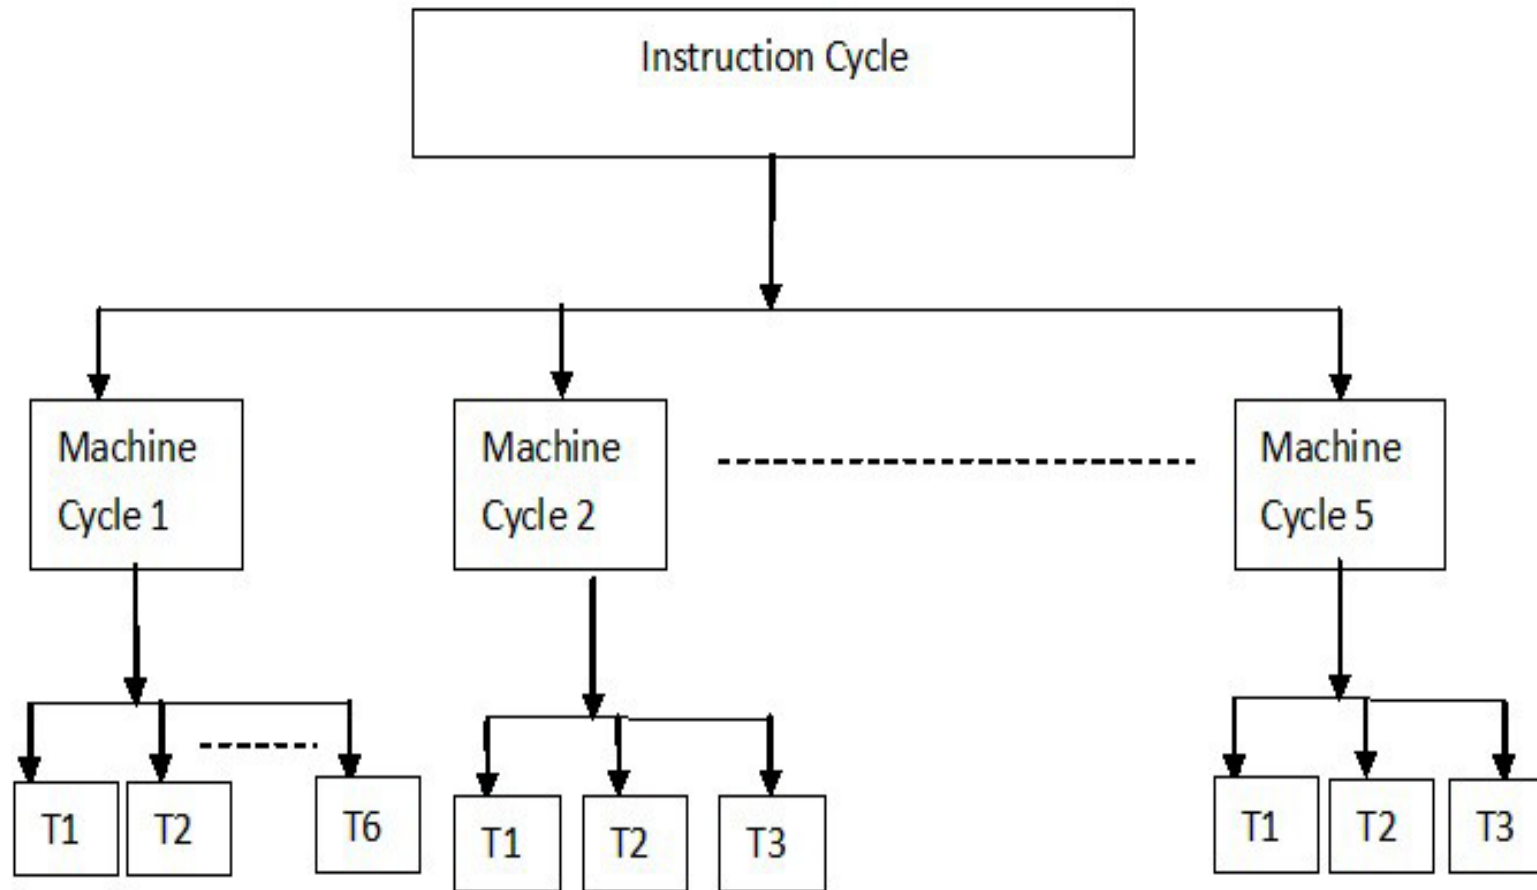 Instruction Cycle
Machine
Cycle 1
Machine
Cycle 2
Machine
Cycle 5
T1
T2
T6
T1
T2
T3
T1
T2
T3